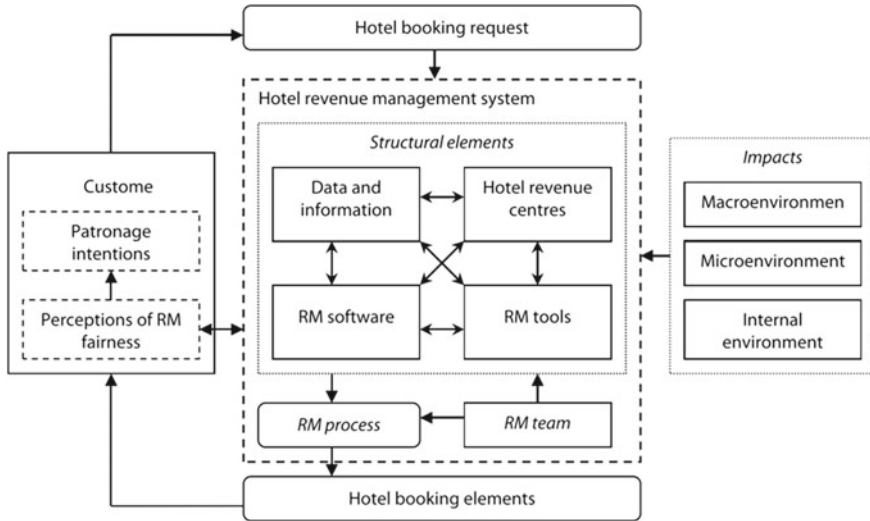 Hotel booking request
Hotel revenue management system
Structural elements
Impacts
Custome
Data and
information
Hotel revenue
centres
Macroenvironmen
Patronage
intentions
Microenvironment
Perceptions of RM
fairness
RM software
RM tools
Internal
environment
RM process
RM team
Hotel booking elements